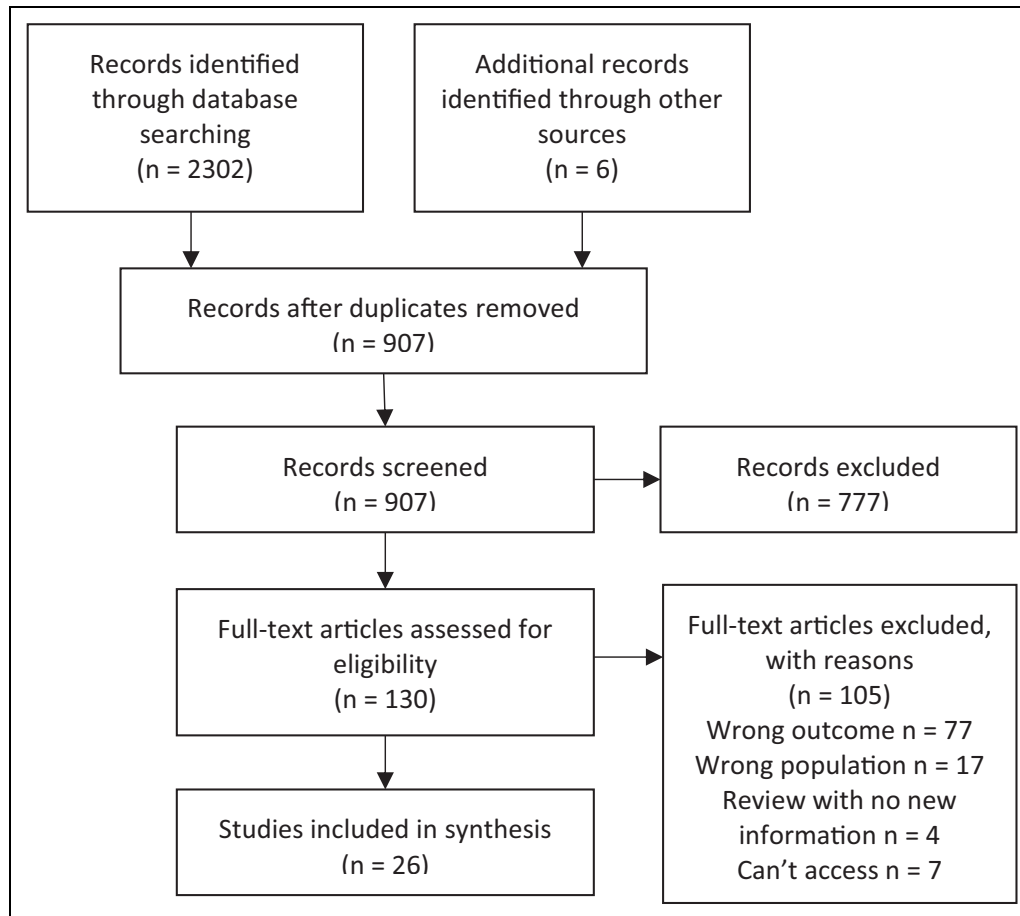 Records identified
through database
searching
(n = 2302)
Additional records
identified through other
sources
(n = 6)
Records after duplicates removed
(n = 907)
Records screened
(n = 907)
Records excluded
(n = 777)
Full-text articles assessed for
eligibility
(n = 130)
Full-text articles excluded,
with reasons
(n = 105)
Wrong outcome n = 77
Wrong population n = 17
Review with no new
information n = 4
Can’t access n = 7
Studies included in synthesis
(n = 26)